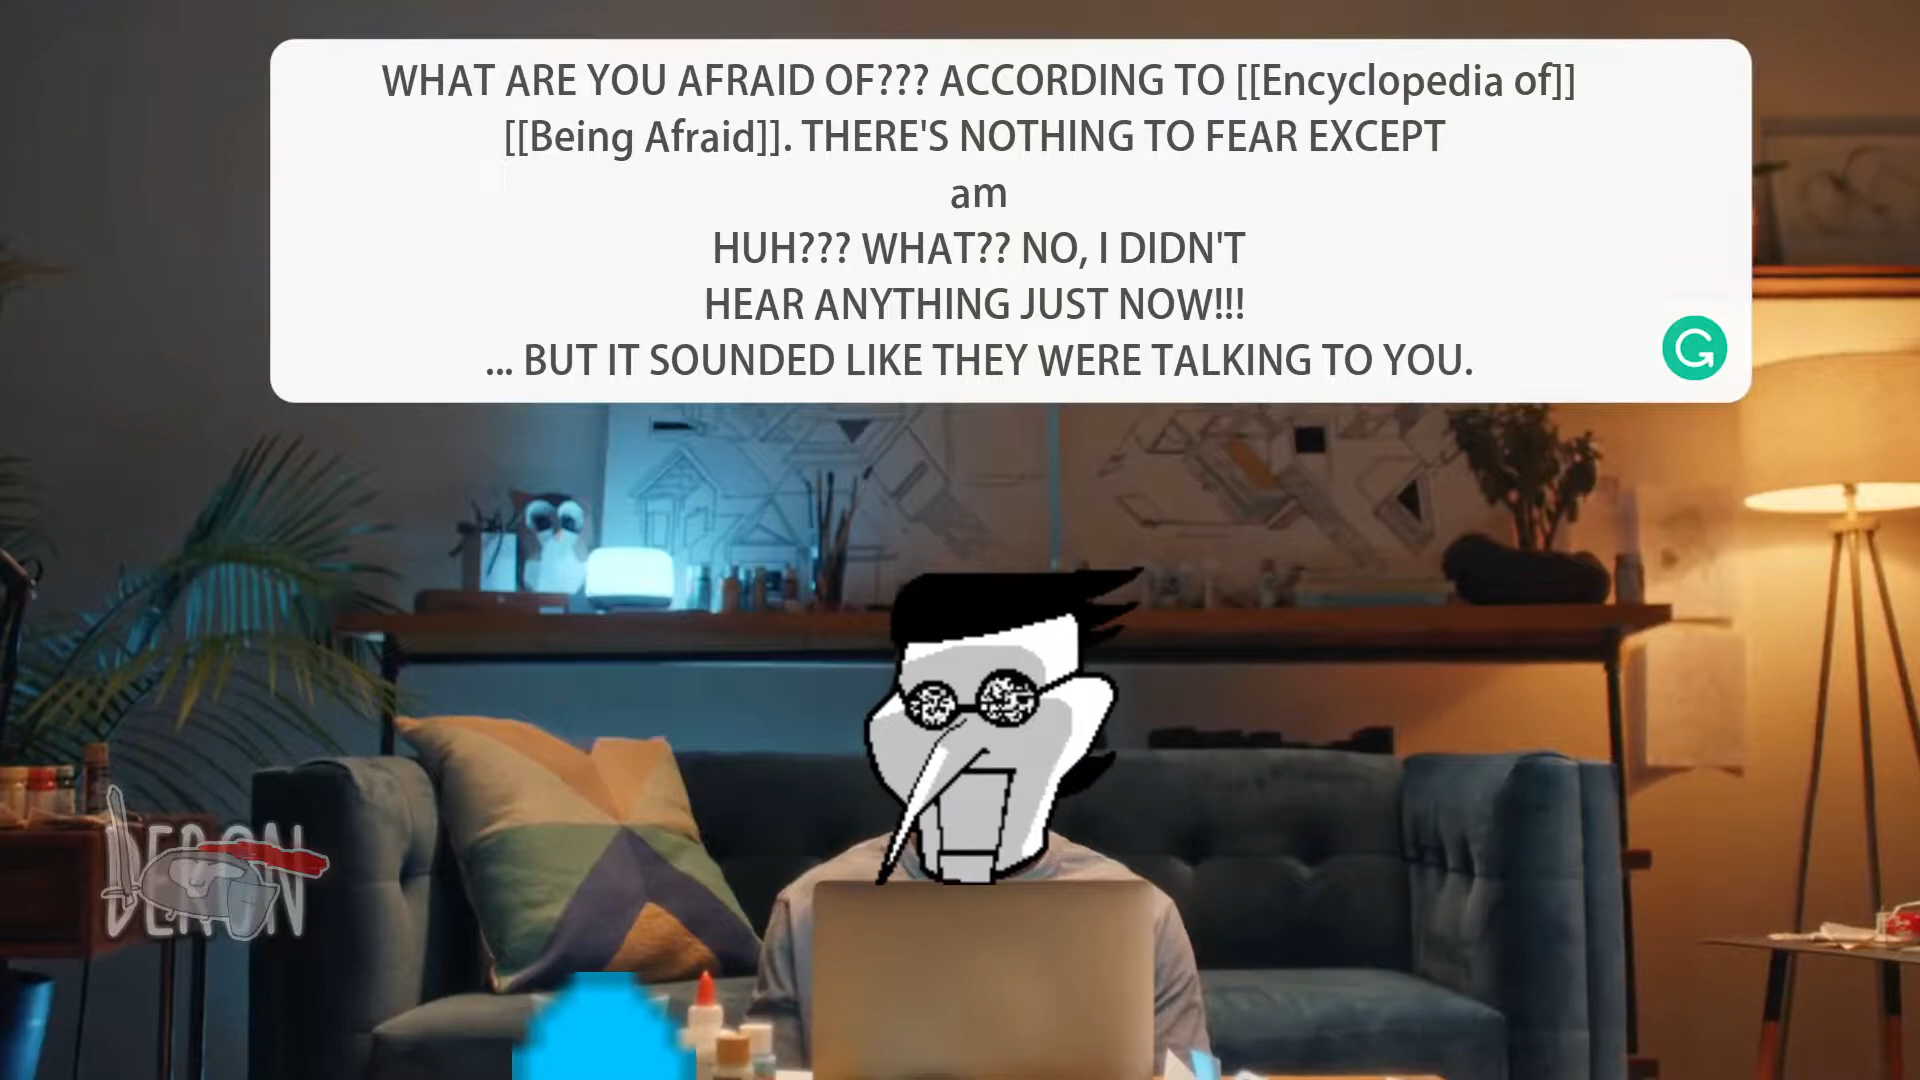 WHAT ARE YOU AFRAID OF??? ACCORDING TO [[Encyclopedia of]]
[[Being Afraid]]. THERE'S NOTHING TO FEAR EXCEPT
am
HUH??? WHAT?? NO, I DIDN'T
HEAR ANYTHING JUST NOW!!!
... BUT IT SOUNDED LIKE THEY WERE TALKING TO YOU.
G
DERON